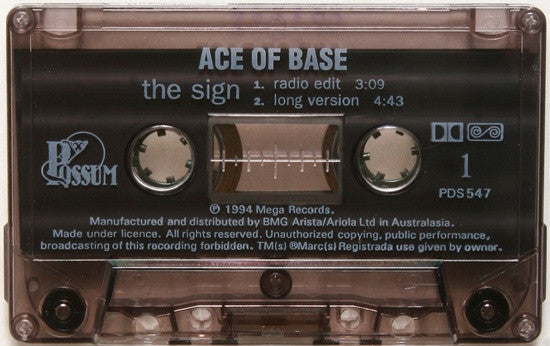 ACE OF BASE
the sign 1. radio edit 3:09
2. long version 4:43
Possum
1
PDS 547
℗ 1994 Mega Records.
Manufactured and distributed by BMG Arista/Ariola Ltd in Australasia.
Made under licence. All rights reserved. Unauthorized copying, public performance,
broadcasting of this recording forbidden. TM(s) ®Marc(s) Registrada use given by owner.